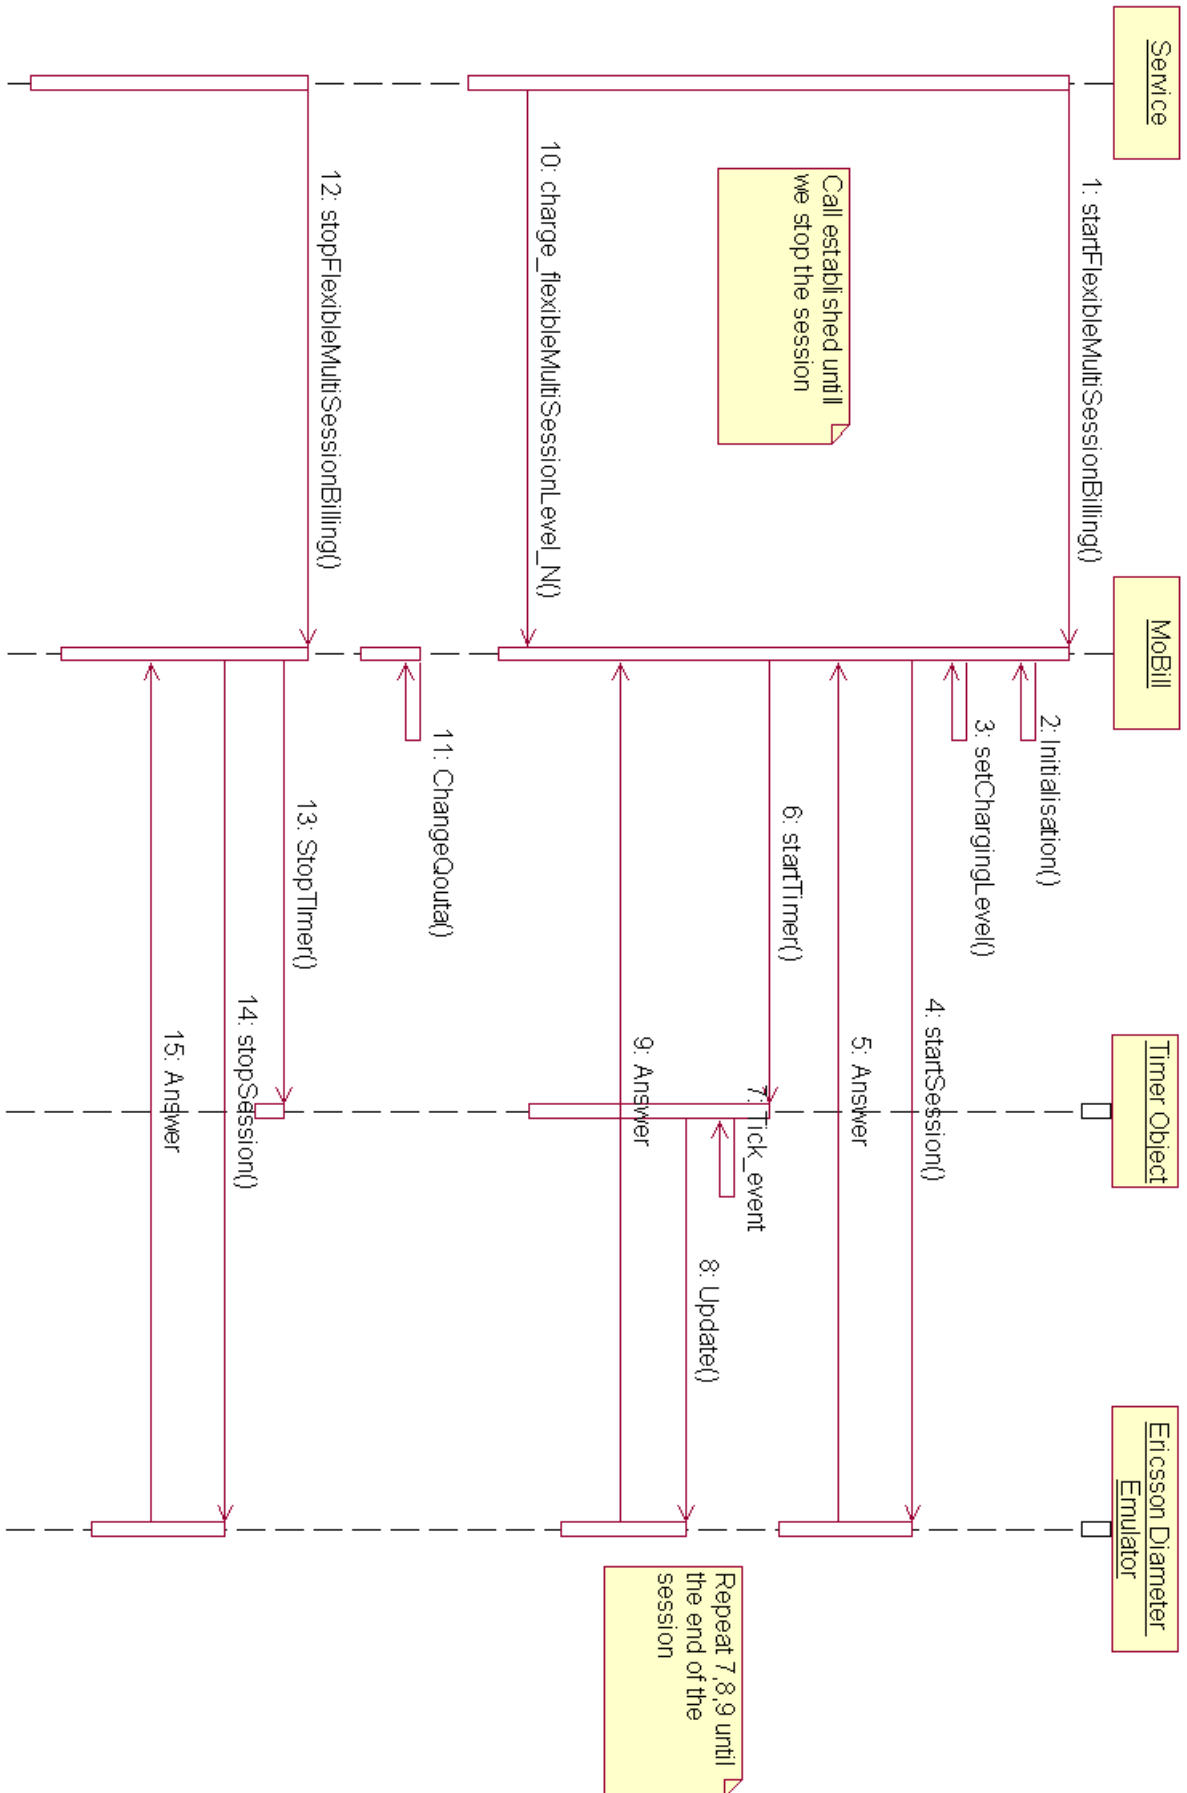 Service
MoBill
Timer Object
Ericsson Diameter
Emulator
1: startFlexibleMultiSessionBilling()
2: Initialisation()
3: setChargingLevel()
4: startSession()
5: Answer
Call established untill
we stop the session
6: startTimer()
7: Tick_event
Repeat 7,8,9 until
the end of the
session
8: Update()
9: Answer
10: charge_flexibleMultiSessionLevel_N()
11: ChangeQouta()
12: stopFlexibleMultiSessionBilling()
13: StopTImer()
14: stopSession()
15: Answer